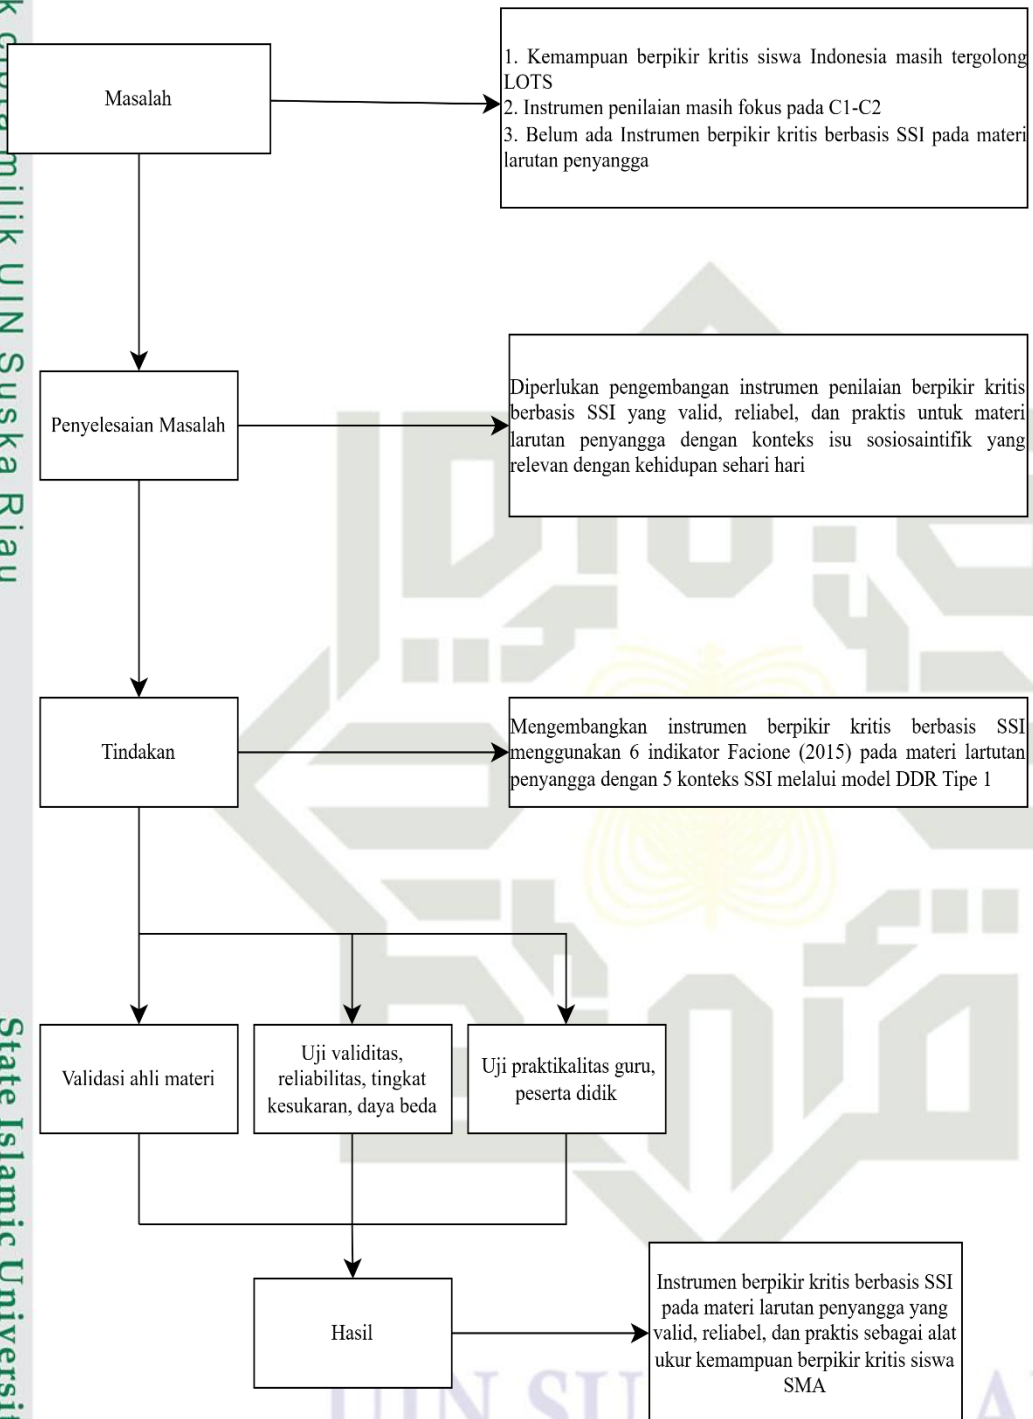 k cipta milik UIN Suska Riau
State Islamic Universit
Masalah
1. Kemampuan berpikir kritis siswa Indonesia masih tergolong
LOTS
2. Instrumen penilaian masih fokus pada C1-C2
3. Belum ada Instrumen berpikir kritis berbasis SSI pada materi
larutan penyangga
Penyelesaian Masalah
Diperlukan pengembangan instrumen penilaian berpikir kritis
berbasis SSI yang valid, reliabel, dan praktis untuk materi
larutan penyangga dengan konteks isu sosiosaintifik yang
relevan dengan kehidupan sehari hari
Tindakan
Mengembangkan instrumen berpikir kritis berbasis SSI
menggunakan 6 indikator Facione (2015) pada materi lartutan
penyangga dengan 5 konteks SSI melalui model DDR Tipe 1
Validasi ahli materi
Uji validitas,
reliabilitas, tingkat
kesukaran, daya beda
Uji praktikalitas guru,
peserta didik
Hasil
Instrumen berpikir kritis berbasis SSI
pada materi larutan penyangga yang
valid, reliabel, dan praktis sebagai alat
ukur kemampuan berpikir kritis siswa
SMA
UIN SU